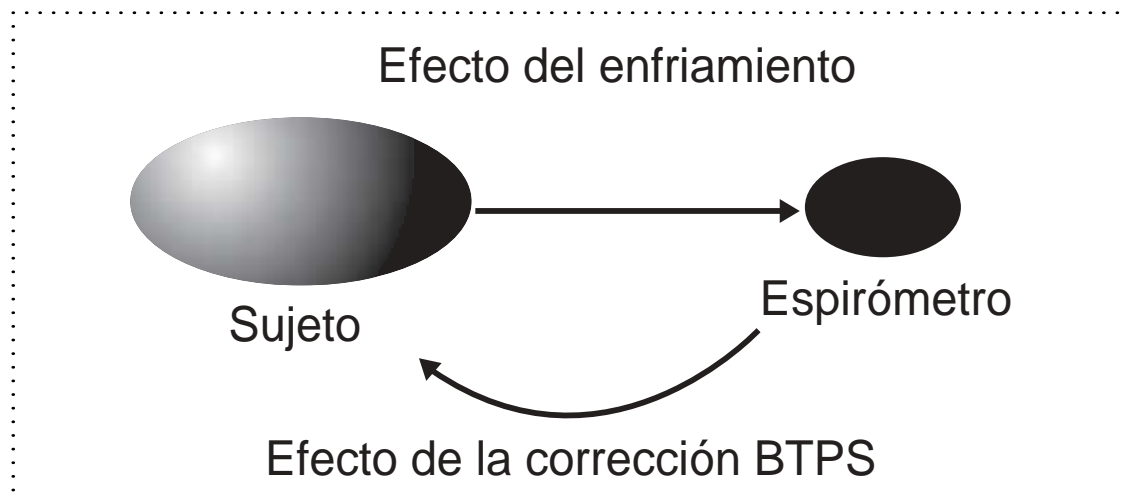 Efecto del enfriamiento
Sujeto
Espirómetro
Efecto de la corrección BTPS